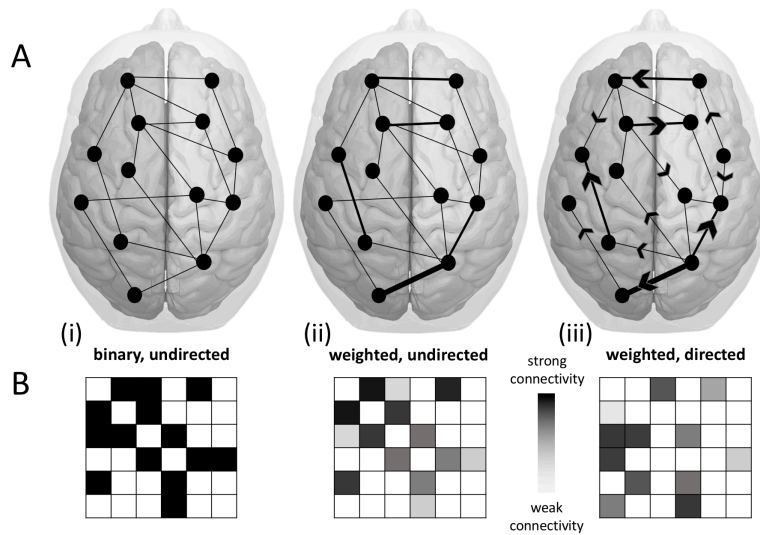 A
(i)
(ii)
(iii)
binary, undirected
weighted, undirected
weighted, directed
B
strong
connectivity
weak
connectivity